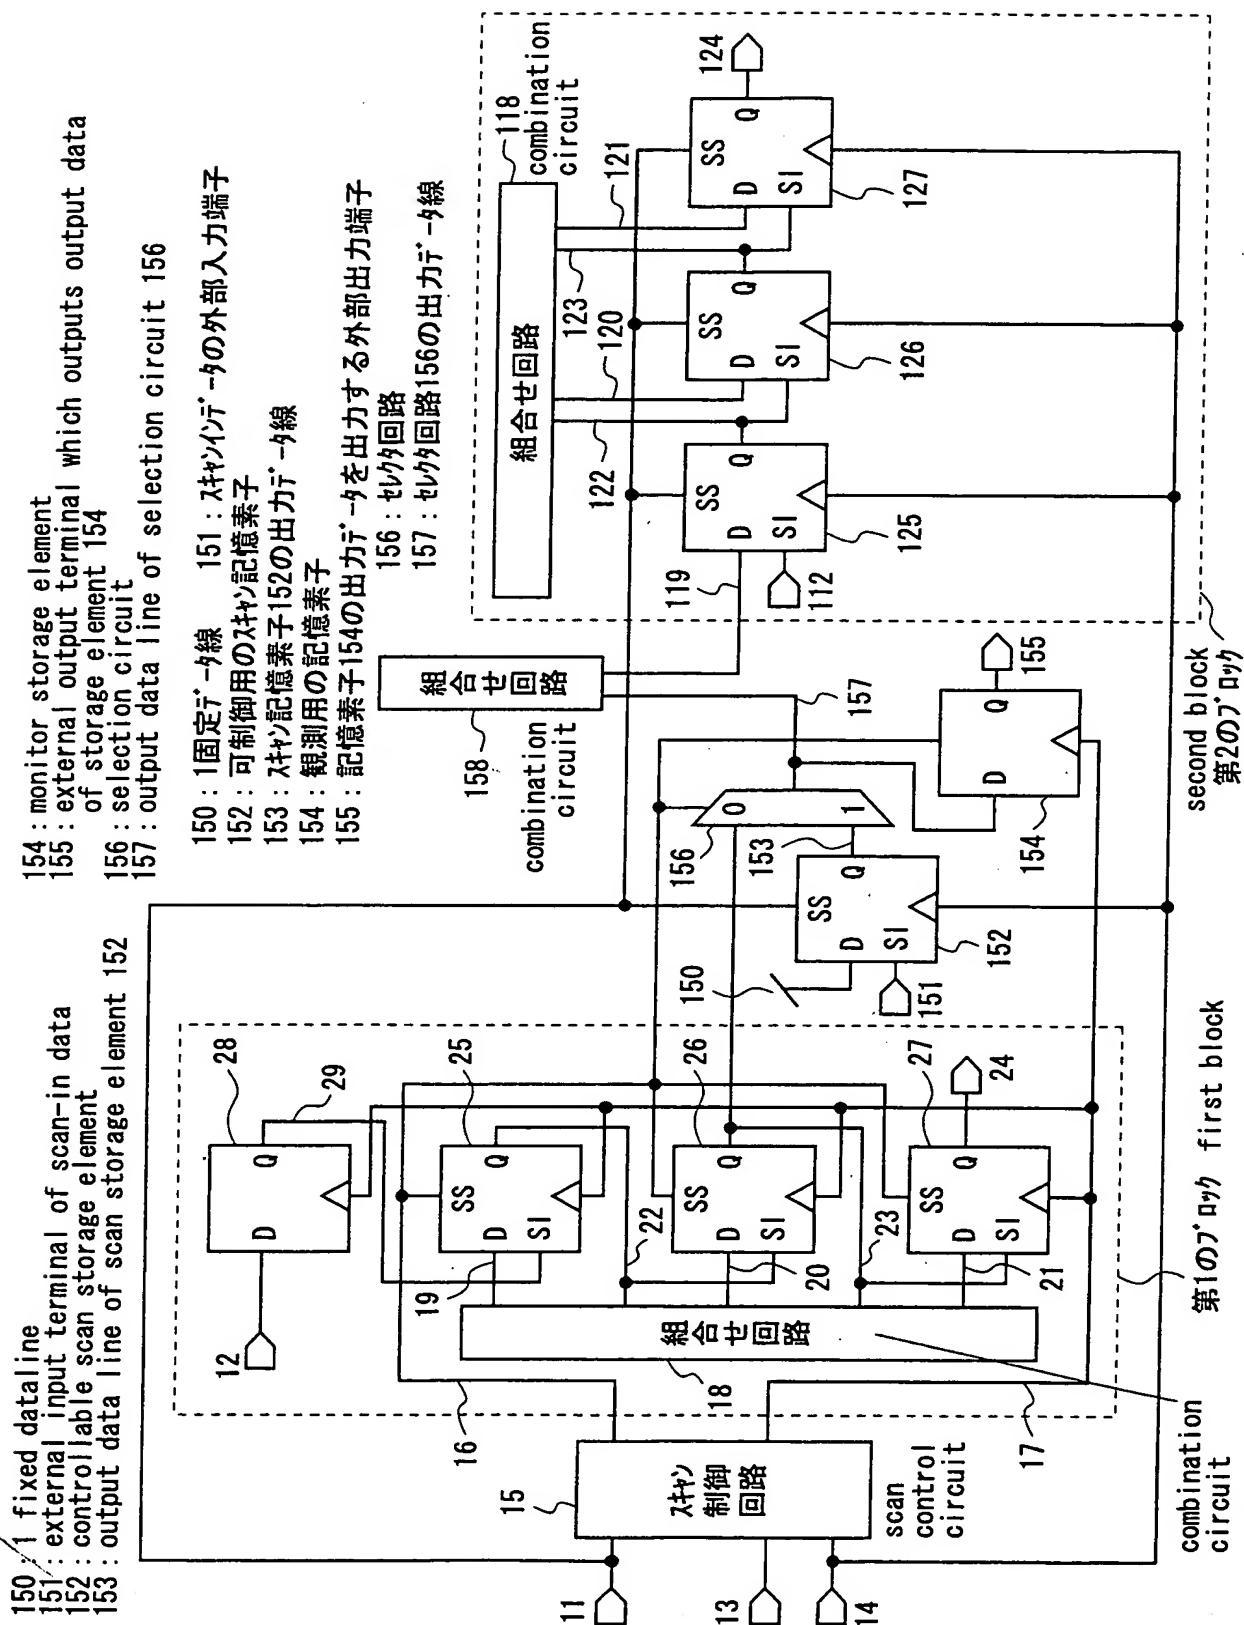 150 : 1 fixed dataline
151 : external input terminal of scan-in data
152 : controllable scan storage element
153 : output data line of scan storage element 152
154 : monitor storage element
155 : external output terminal which outputs output data
of storage element 154
156 : selection circuit
157 : output data line of selection circuit 156
150 : 1固定ﾃﾞｰﾀ線 151 : ｽｷｬﾝｲﾝﾃﾞｰﾀの外部入力端子
152 : 可制御用のｽｷｬﾝ記憶素子
153 : ｽｷｬﾝ記憶素子152の出力ﾃﾞｰﾀ線
154 : 観測用の記憶素子
155 : 記憶素子154の出力ﾃﾞｰﾀを出力する外部出力端子
156 : ｾﾚｸﾀ回路
157 : ｾﾚｸﾀ回路156の出力ﾃﾞｰﾀ線
11
13
14
15
ｽｷｬﾝ
制御
回路
scan
control
circuit
16
17
12
28
D
Q
29
19
25
SS
D
Q
SI
22
26
SS
D
Q
SI
20
23
27
SS
D
Q
SI
21
24
組合せ回路
18
combination
circuit
第1のﾌﾞﾛｯｸ first block
150
151
SS
D
Q
SI
152
153
156
0
1
157
組合せ回路
158
combination
circuit
D
Q
154
155
119
112
SS
D
Q
SI
125
122
120
SS
D
Q
SI
126
123
121
SS
D
Q
SI
127
124
組合せ回路
118
combination
circuit
second block
第2のﾌﾞﾛｯｸ